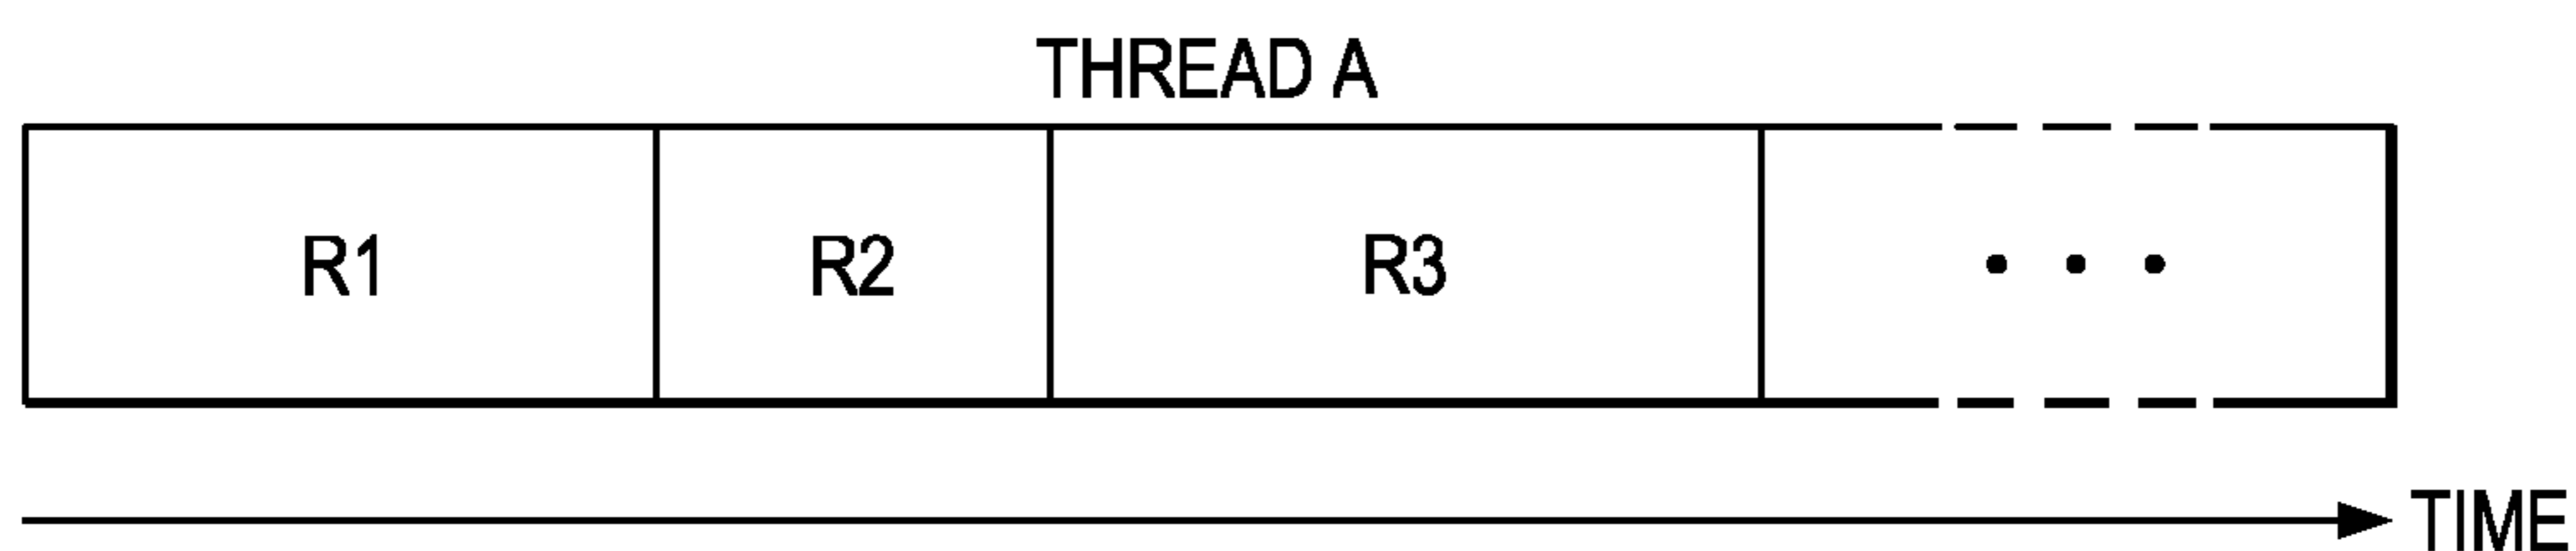 THREAD A
R1 R2 R3 • • •
TIME